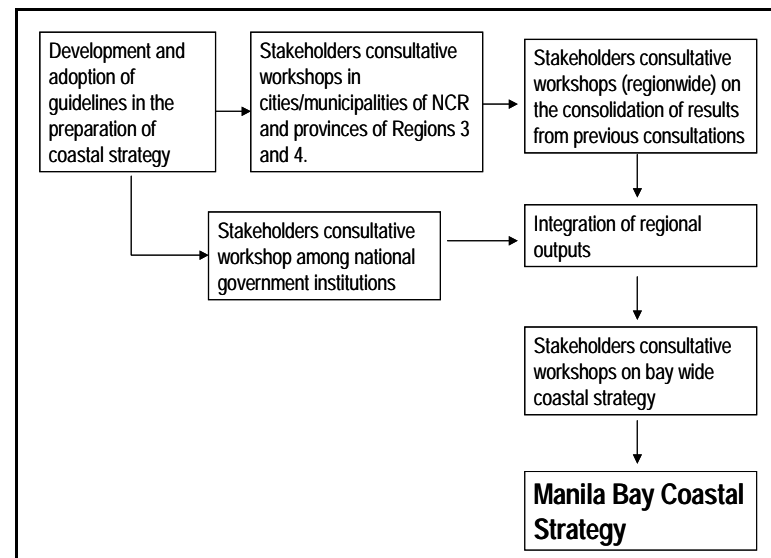 Development and
adoption of
guidelines in the
preparation of
coastal strategy
Stakeholders consultative
workshops in
cities/municipalities of NCR
and provinces of Regions 3
and 4.
Stakeholders consultative
workshops (regionwide) on
the consolidation of results
from previous consultations
Stakeholders consultative
workshop among national
government institutions
Integration of regional
outputs
Stakeholders consultative
workshops on bay wide
coastal strategy
Manila Bay Coastal
Strategy